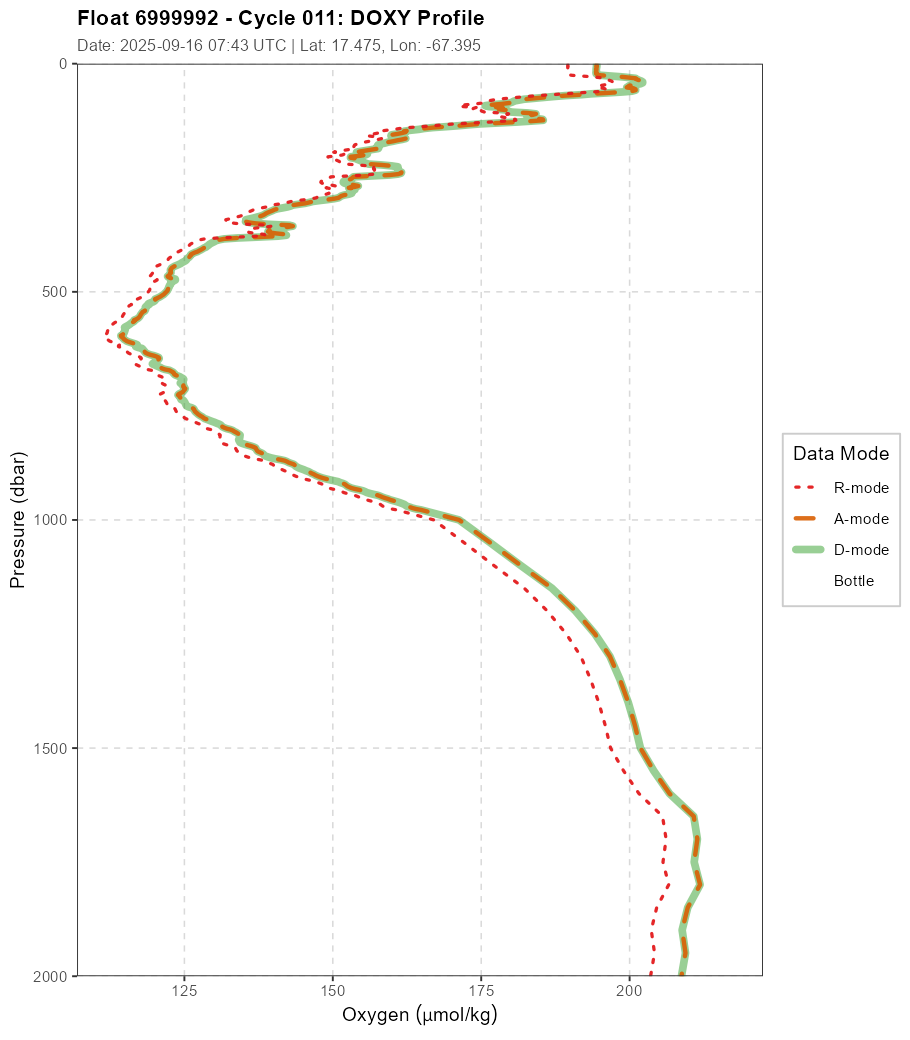 Float 6999992 - Cycle 011: DOXY Profile
Date: 2025-09-16 07:43 UTC | Lat: 17.475, Lon: -67.395
0
500
1000
1500
2000
Pressure (dbar)
125
150
175
200
Oxygen (μmol/kg)
Data Mode
R-mode
A-mode
D-mode
Bottle